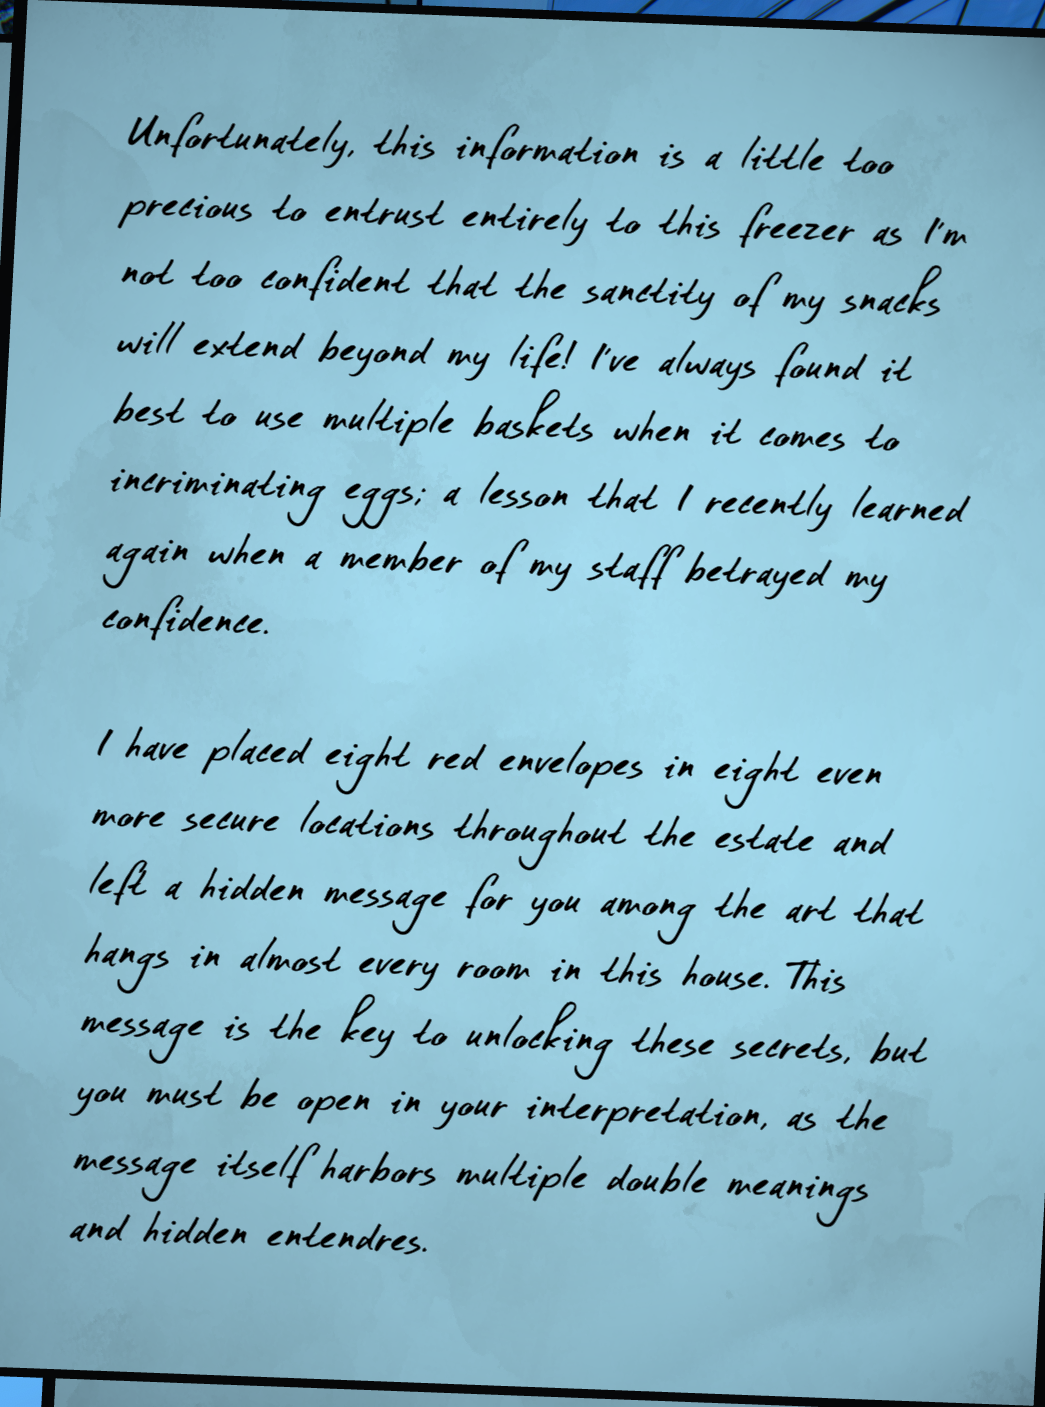 Unfortunately, this information is a little too
precious to entrust entirely to this freezer as I'm
not too confident that the sanctity of my snacks
will extend beyond my life! I've always found it
best to use multiple baskets when it comes to
incriminating eggs; a lesson that I recently learned
again when a member of my staff betrayed my
confidence.
I have placed eight red envelopes in eight even
more secure locations throughout the estate and
left a hidden message for you among the art that
hangs in almost every room in this house. This
message is the key to unlocking these secrets, but
you must be open in your interpretation, as the
message itself harbors multiple double meanings
and hidden entendres.